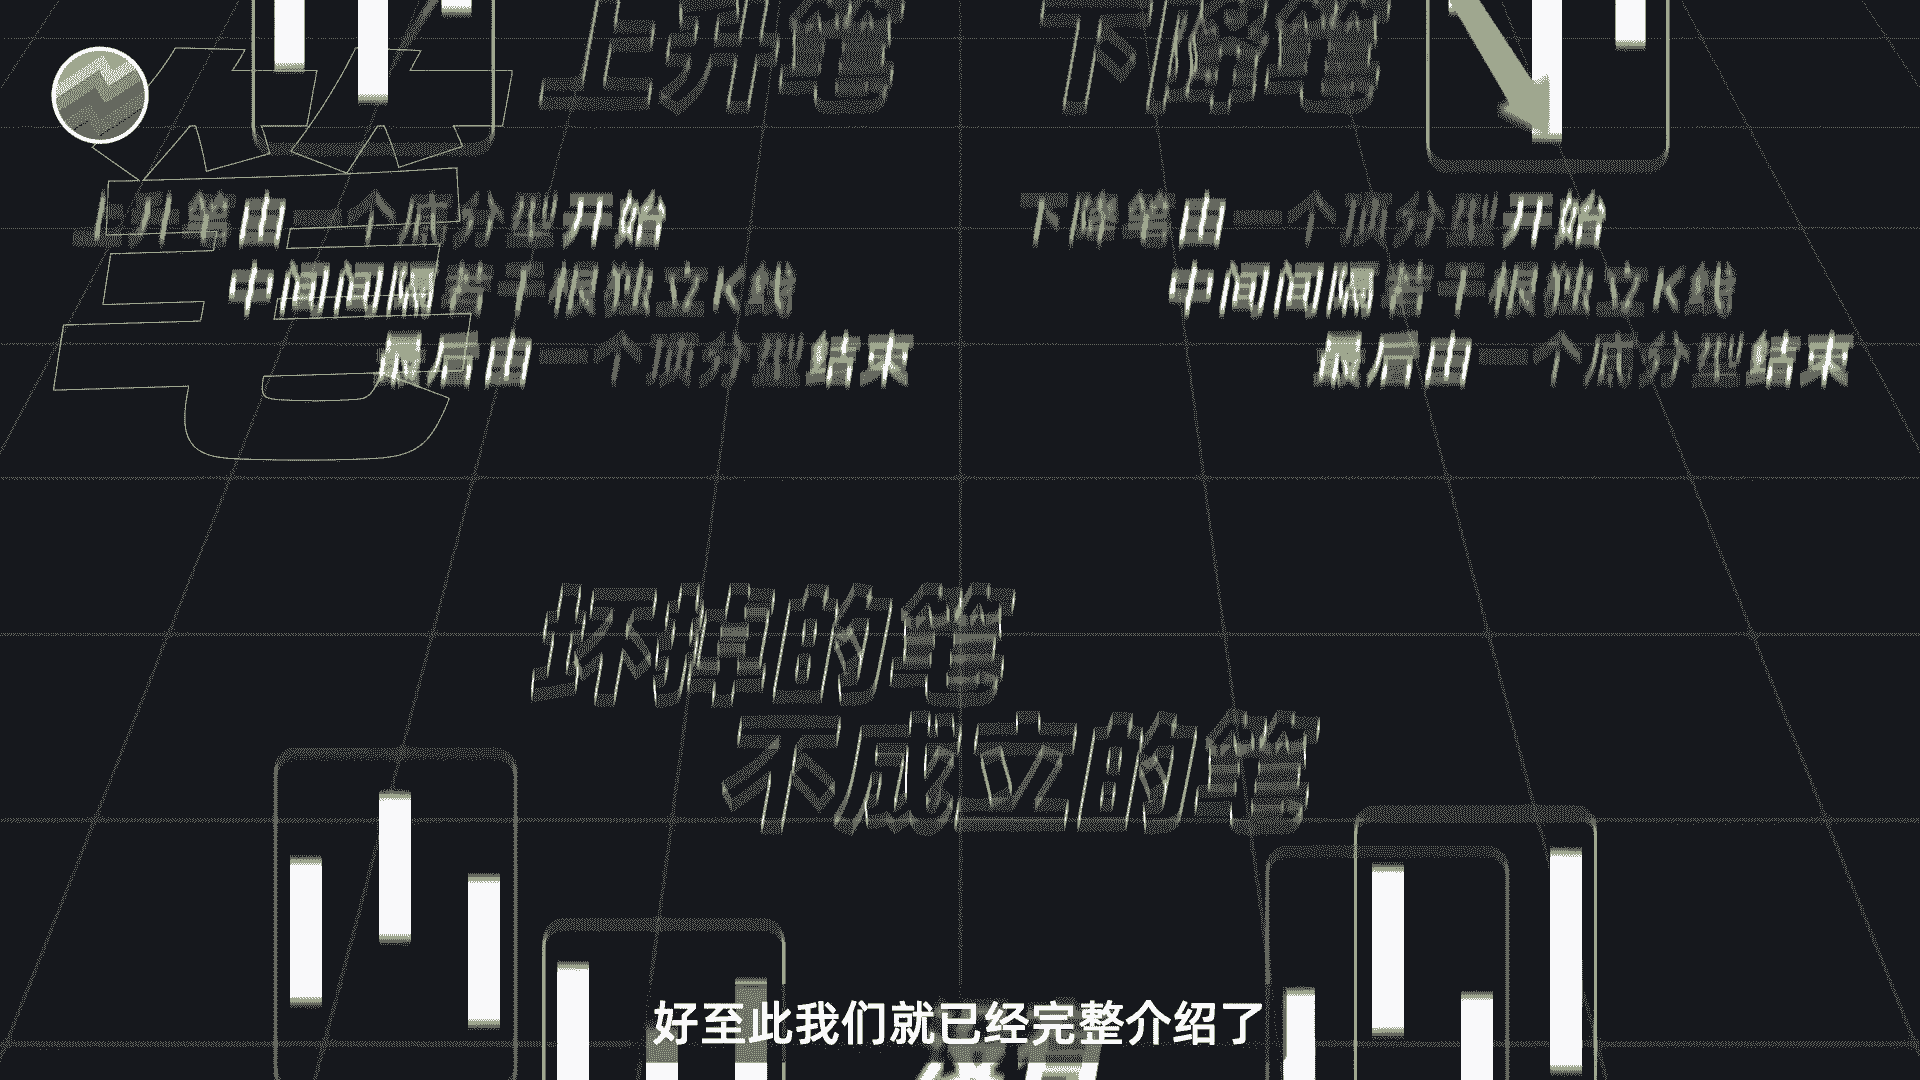 上升笔
下降笔
笔
上升笔由一个底分型开始
中间间隔若干根独立K线
最后由一个顶分型结束
下降笔由一个顶分型开始
中间间隔若干根独立K线
最后由一个底分型结束
坏掉的笔
不成立的笔
好至此我们就已经完整介绍了